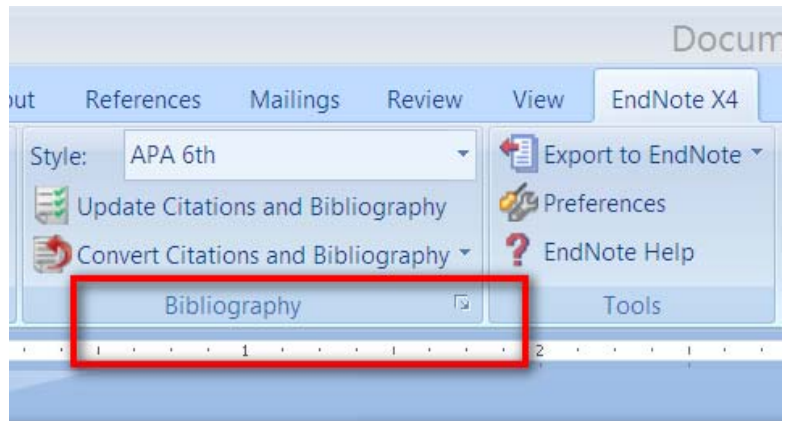 Docum
out References Mailings Review View EndNote X4
Style: APA 6th Export to EndNote
Update Citations and Bibliography Preferences
Convert Citations and Bibliography ? EndNote Help
Bibliography Tools
1 2